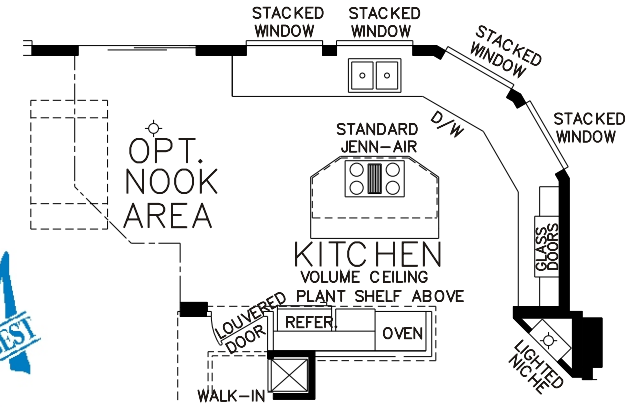 STACKED
WINDOW
STACKED
WINDOW
STACKED
WINDOW
STACKED
WINDOW
D/W
STANDARD
JENN-AIR
OPT.
NOOK
AREA
KITCHEN
VOLUME CEILING
PLANT SHELF ABOVE
GLASS
DOORS
LOUVERED
DOOR
REFER.
OVEN
LIGHTED
NICHE
WALK-IN
BEST